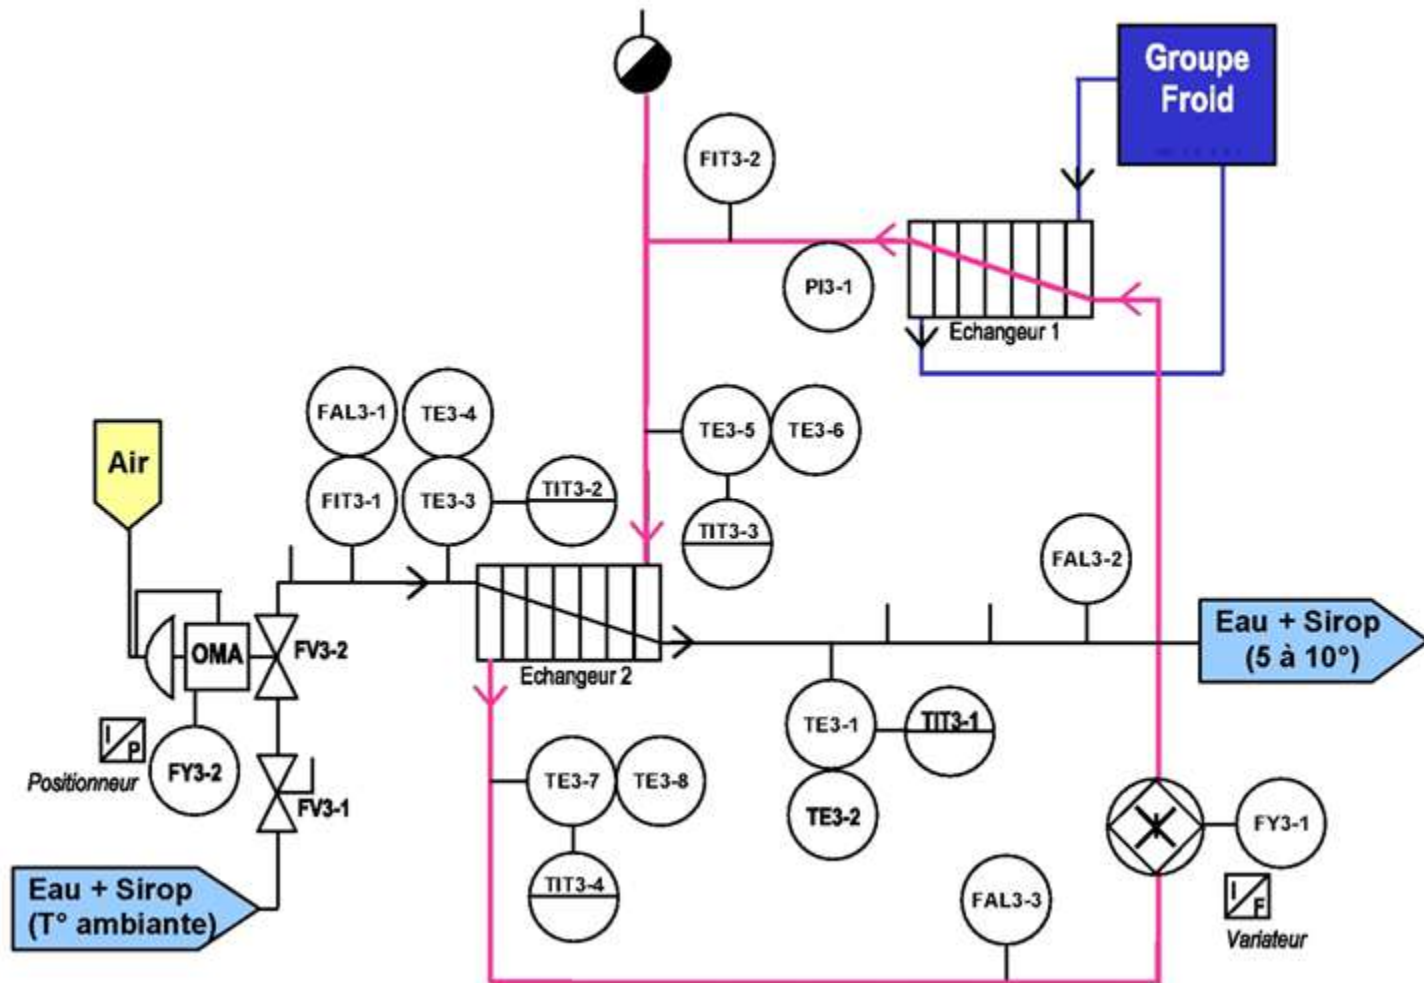 Groupe
Froid
FIT3-2
PI3-1
Echangeur 1
FAL3-1
TE3-4
TE3-5
TE3-6
Air
FIT3-1
TE3-3
TIT3-2
TIT3-3
FAL3-2
OMA
FV3-2
Echangeur 2
Eau + Sirop
(5 à 10°)
I
P
Positionneur
FY3-2
FV3-1
TE3-7
TE3-8
TE3-1
TIT3-1
TE3-2
FY3-1
Eau + Sirop
(T° ambiante)
TIT3-4
FAL3-3
I
F
Variateur